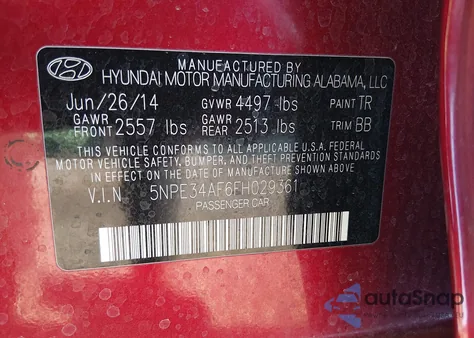 MANUFACTURED BY
HYUNDAI MOTOR MANUFACTURING ALABAMA, LLC
Jun/26/14 GVWR 4497 lbs PAINT TR
GAWR FRONT 2557 lbs GAWR REAR 2513 lbs TRIM BB
THIS VEHICLE CONFORMS TO ALL APPLICABLE U.S.A. FEDERAL
MOTOR VEHICLE SAFETY, BUMPER, AND THEFT PREVENTION STANDARDS
IN EFFECT ON THE DATE OF MANUFACTURE SHOWN ABOVE.
V.I.N. 5NPE34AF6FH029361
PASSENGER CAR
autoSnap